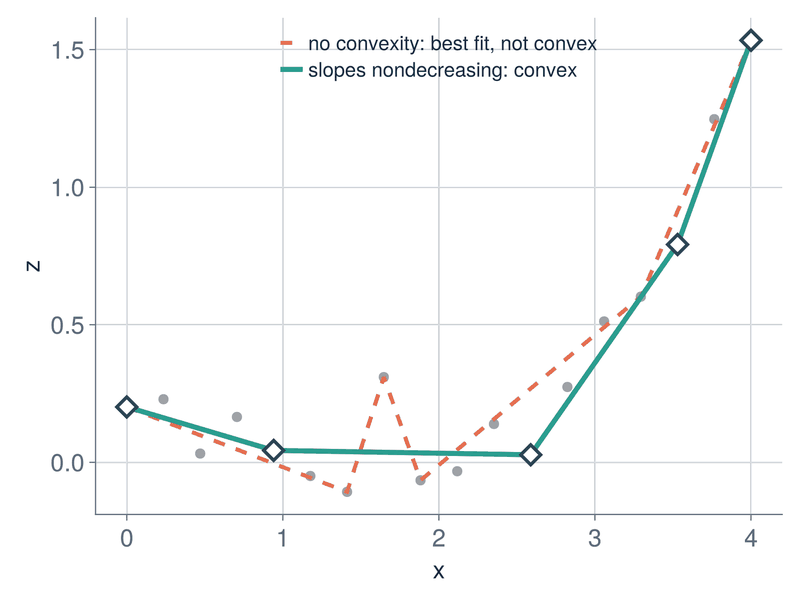 no convexity: best fit, not convex
slopes nondecreasing: convex
1.5
1.0
0.5
0.0
z
0 1 2 3 4
x